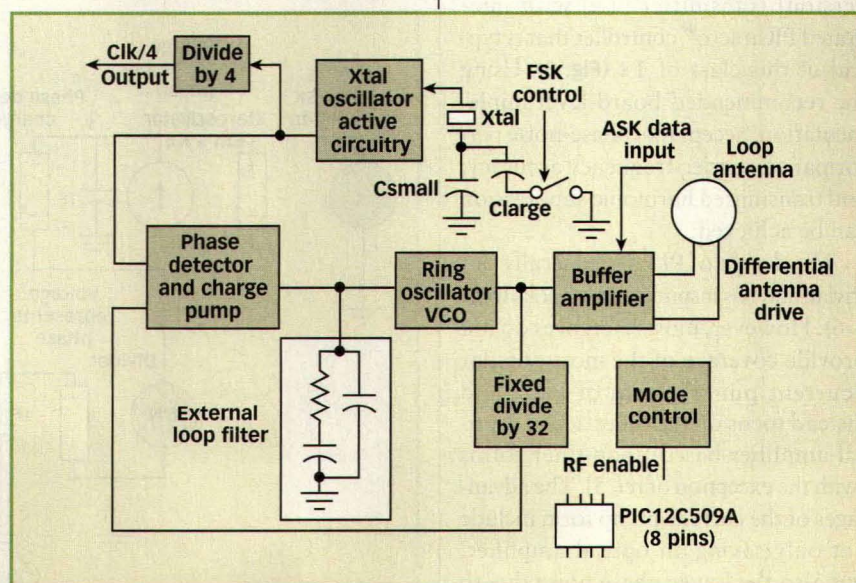 Clk/4
Output
Divide
by 4
Xtal
oscillator
active
circuitry
FSK
control
Xtal
Csmall
Clarge
ASK data
input
Loop
antenna
Phase
detector
and charge
pump
Ring
oscillator
VCO
Buffer
amplifier
Differential
antenna
drive
External
loop filter
Fixed
divide
by 32
Mode
control
RF enable
PIC12C509A
(8 pins)